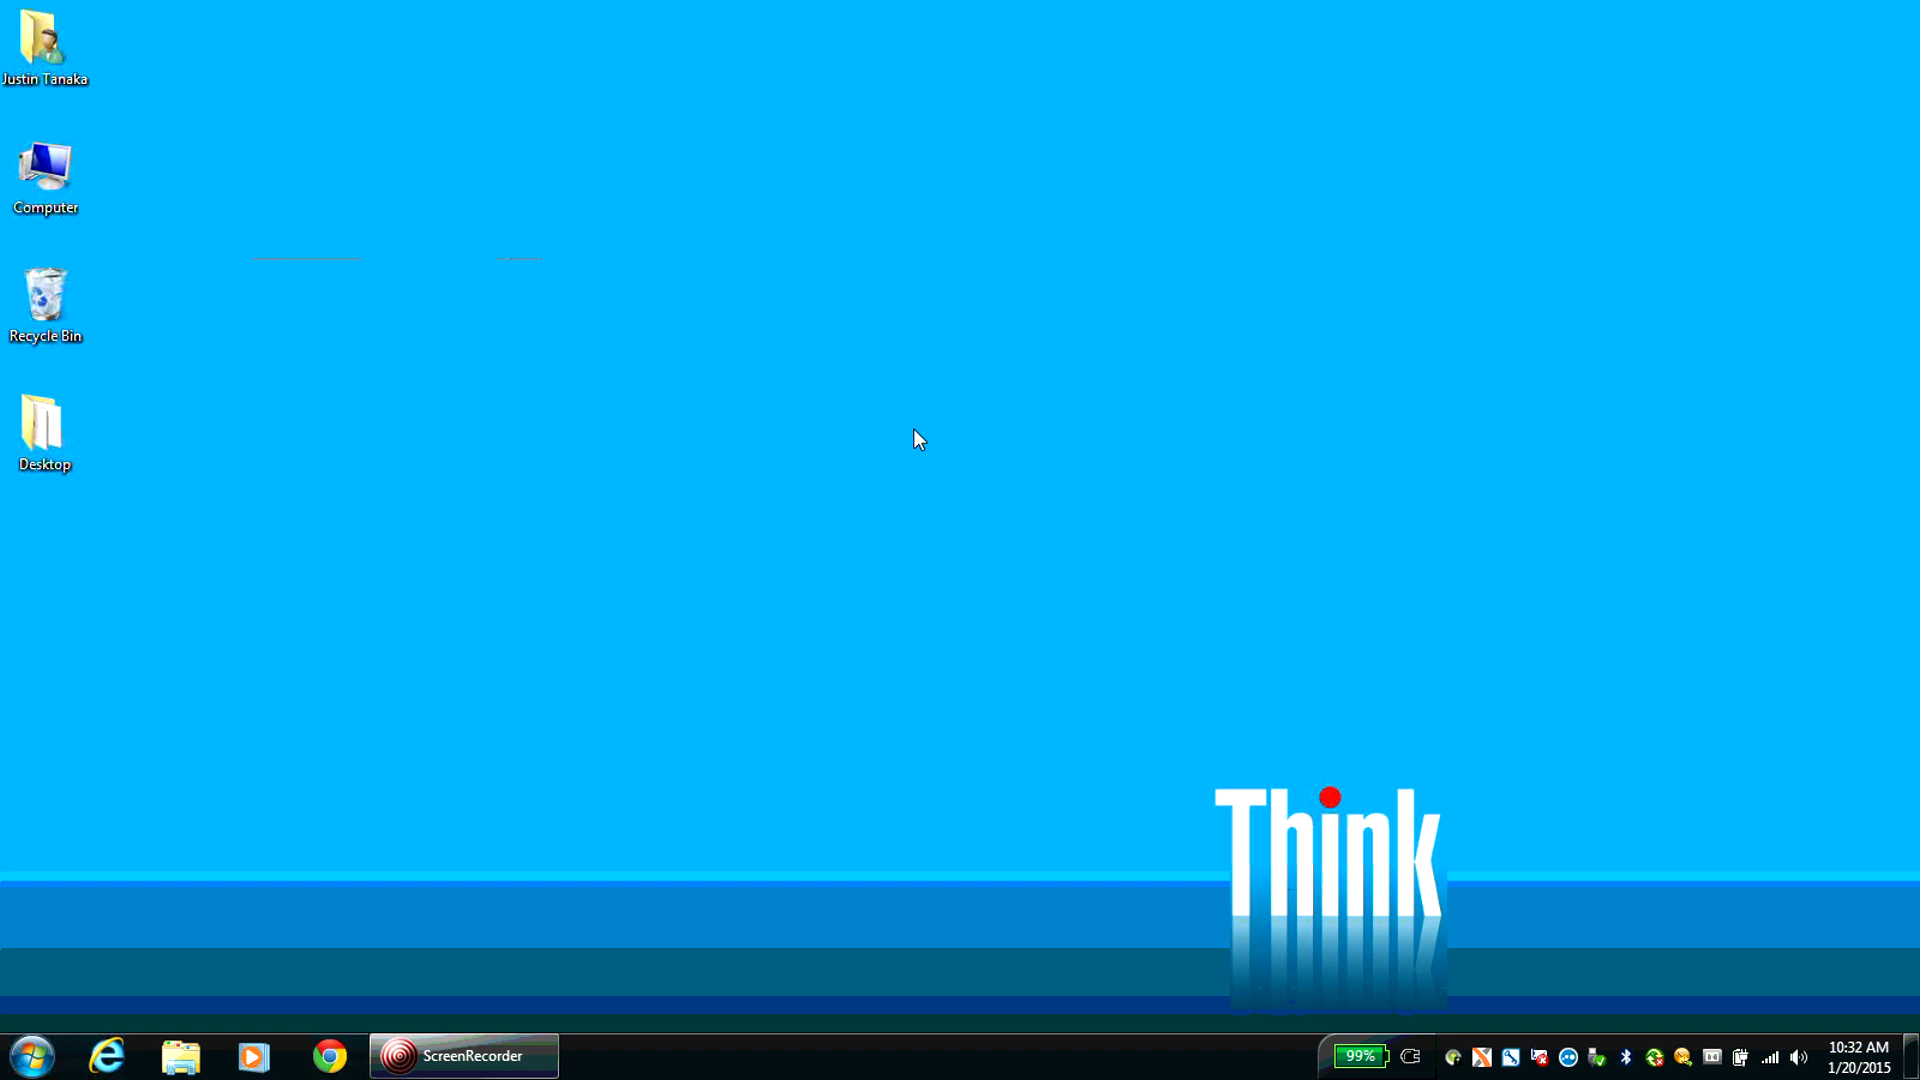 Justin Tanaka
Computer
Recycle Bin
Desktop
Think
ScreenRecorder
99%
10:32 AM
1/20/2015